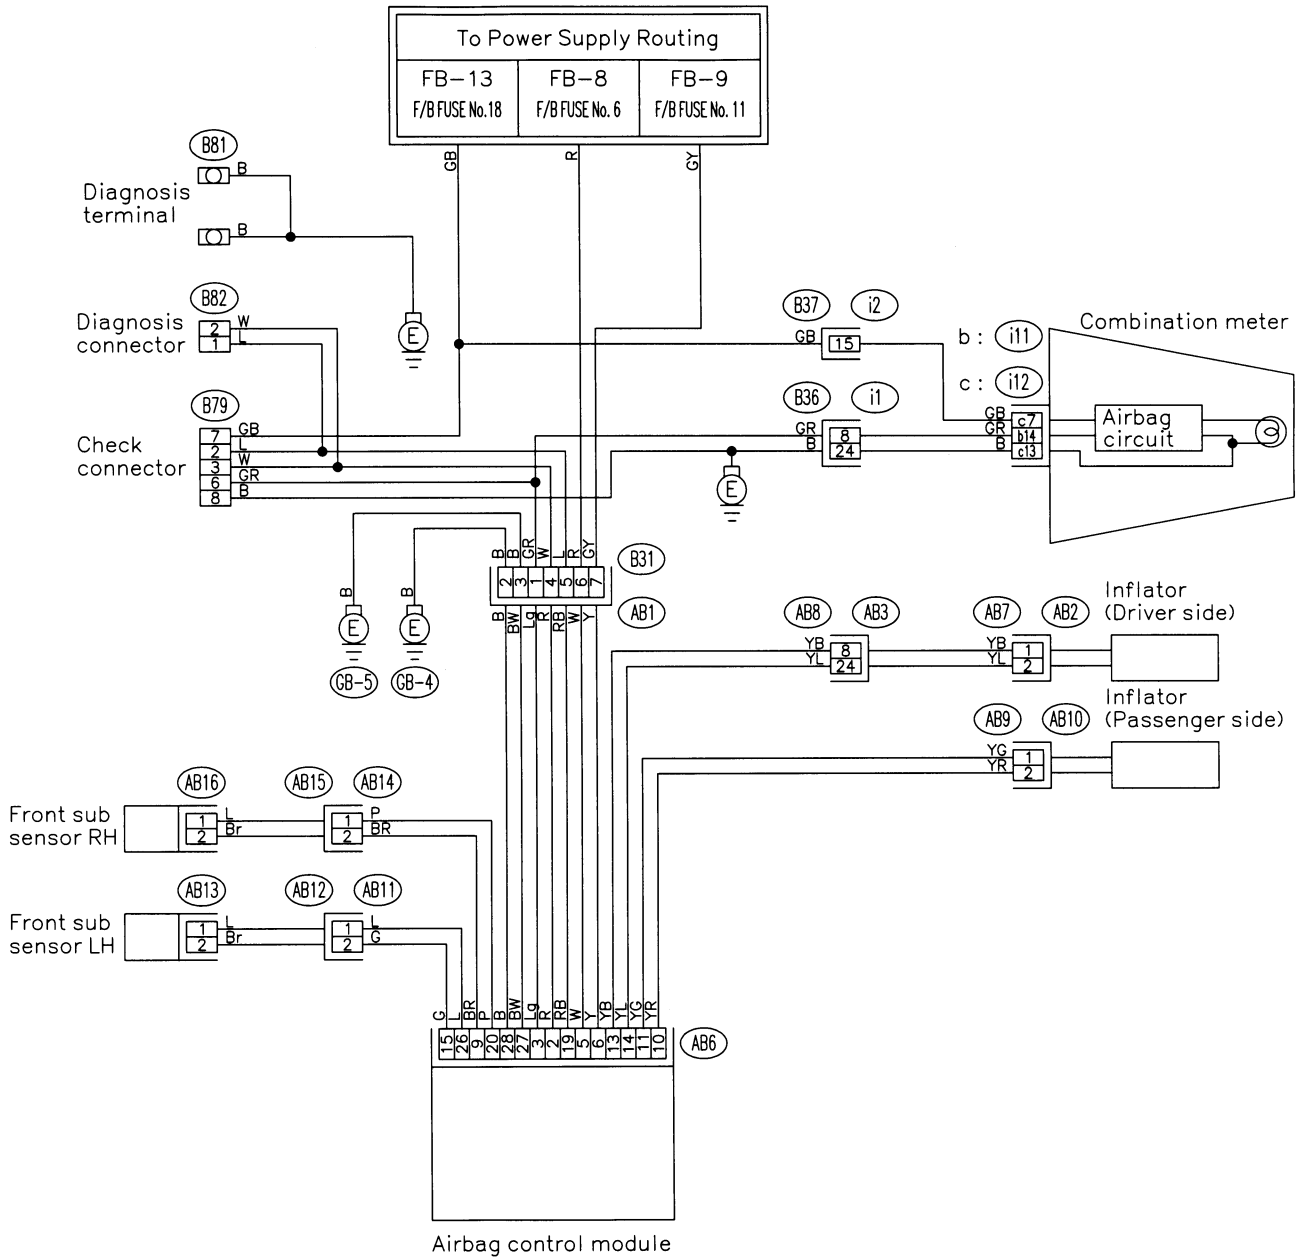 To Power Supply Routing
FB-13 FB-8 FB-9
F/B FUSE No.18 F/B FUSE No. 6 F/B FUSE No. 11
GB R GY
B81
B
Diagnosis
terminal
B
E
B82
Diagnosis
connector
2 W
1 L
B79
Check
connector
7 GB
2 L
3 W
6 GR
8 B
B37 i2
GB 15
B36 i1
GR 8
B 24
E
b : i11
c : i12
Combination meter
GB c7
GR b14
B c13
Airbag
circuit
B B GR W L R GY
B31
2 3 1 4 5 6 7
AB1
B BW Lg R RB W Y
B B
E E
GB-5 GB-4
AB8 AB3
YB 8
YL 24
AB7 AB2
YB 1
YL 2
Inflator
(Driver side)
AB9 AB10
YG 1
YR 2
Inflator
(Passenger side)
AB16 AB15 AB14
Front sub
sensor RH
1 L 1 P
2 Br 2 BR
AB13 AB12 AB11
Front sub
sensor LH
1 L 1 L
2 Br 2 G
G L BR P B BW Lg R RB W Y YB YL YG YR
15 26 9 20 28 27 3 2 19 5 6 13 14 11 10
AB6
Airbag control module